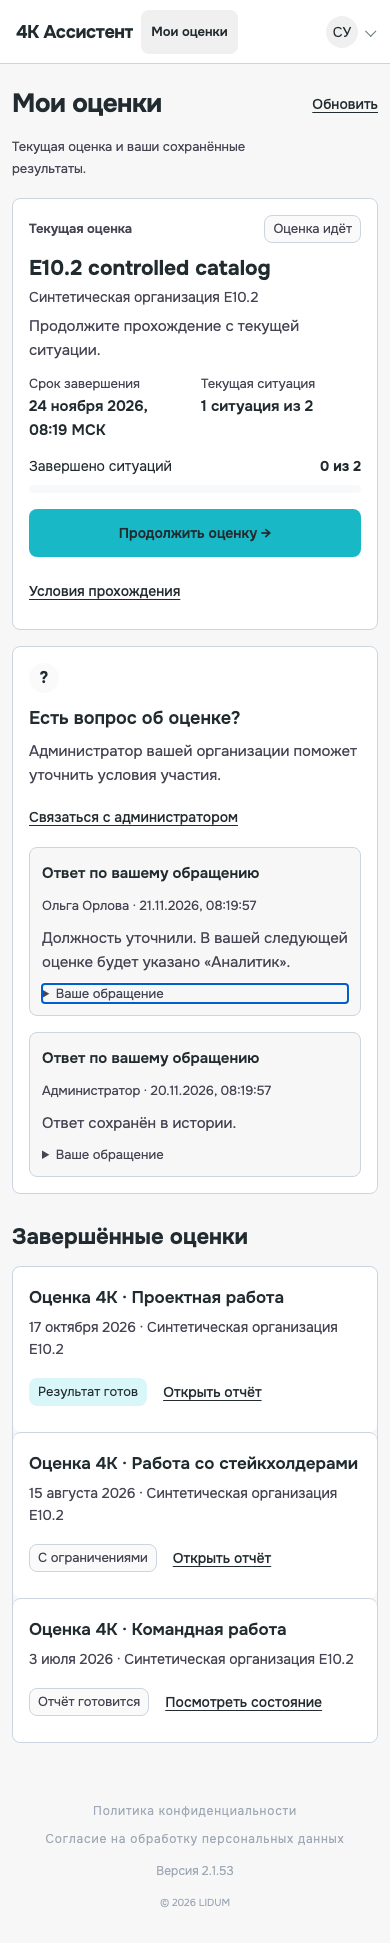 4К Ассистент
Мои оценки
СУ
Мои оценки
Обновить
Текущая оценка и ваши сохранённые
результаты.
Текущая оценка
Оценка идёт
E10.2 controlled catalog
Синтетическая организация E10.2
Продолжите прохождение с текущей
ситуации.
Срок завершения
Текущая ситуация
24 ноября 2026,
08:19 МСК
1 ситуация из 2
Завершено ситуаций
0 из 2
Продолжить оценку →
Условия прохождения
?
Есть вопрос об оценке?
Администратор вашей организации поможет
уточнить условия участия.
Связаться с администратором
Ответ по вашему обращению
Ольга Орлова · 21.11.2026, 08:19:57
Должность уточнили. В вашей следующей
оценке будет указано «Аналитик».
Ваше обращение
Ответ по вашему обращению
Администратор · 20.11.2026, 08:19:57
Ответ сохранён в истории.
Ваше обращение
Завершённые оценки
Оценка 4К · Проектная работа
17 октября 2026 · Синтетическая организация
E10.2
Результат готов
Открыть отчёт
Оценка 4К · Работа со стейкхолдерами
15 августа 2026 · Синтетическая организация
E10.2
С ограничениями
Открыть отчёт
Оценка 4К · Командная работа
3 июля 2026 · Синтетическая организация E10.2
Отчёт готовится
Посмотреть состояние
Политика конфиденциальности
Согласие на обработку персональных данных
Версия 2.1.53
© 2026 LIDUM